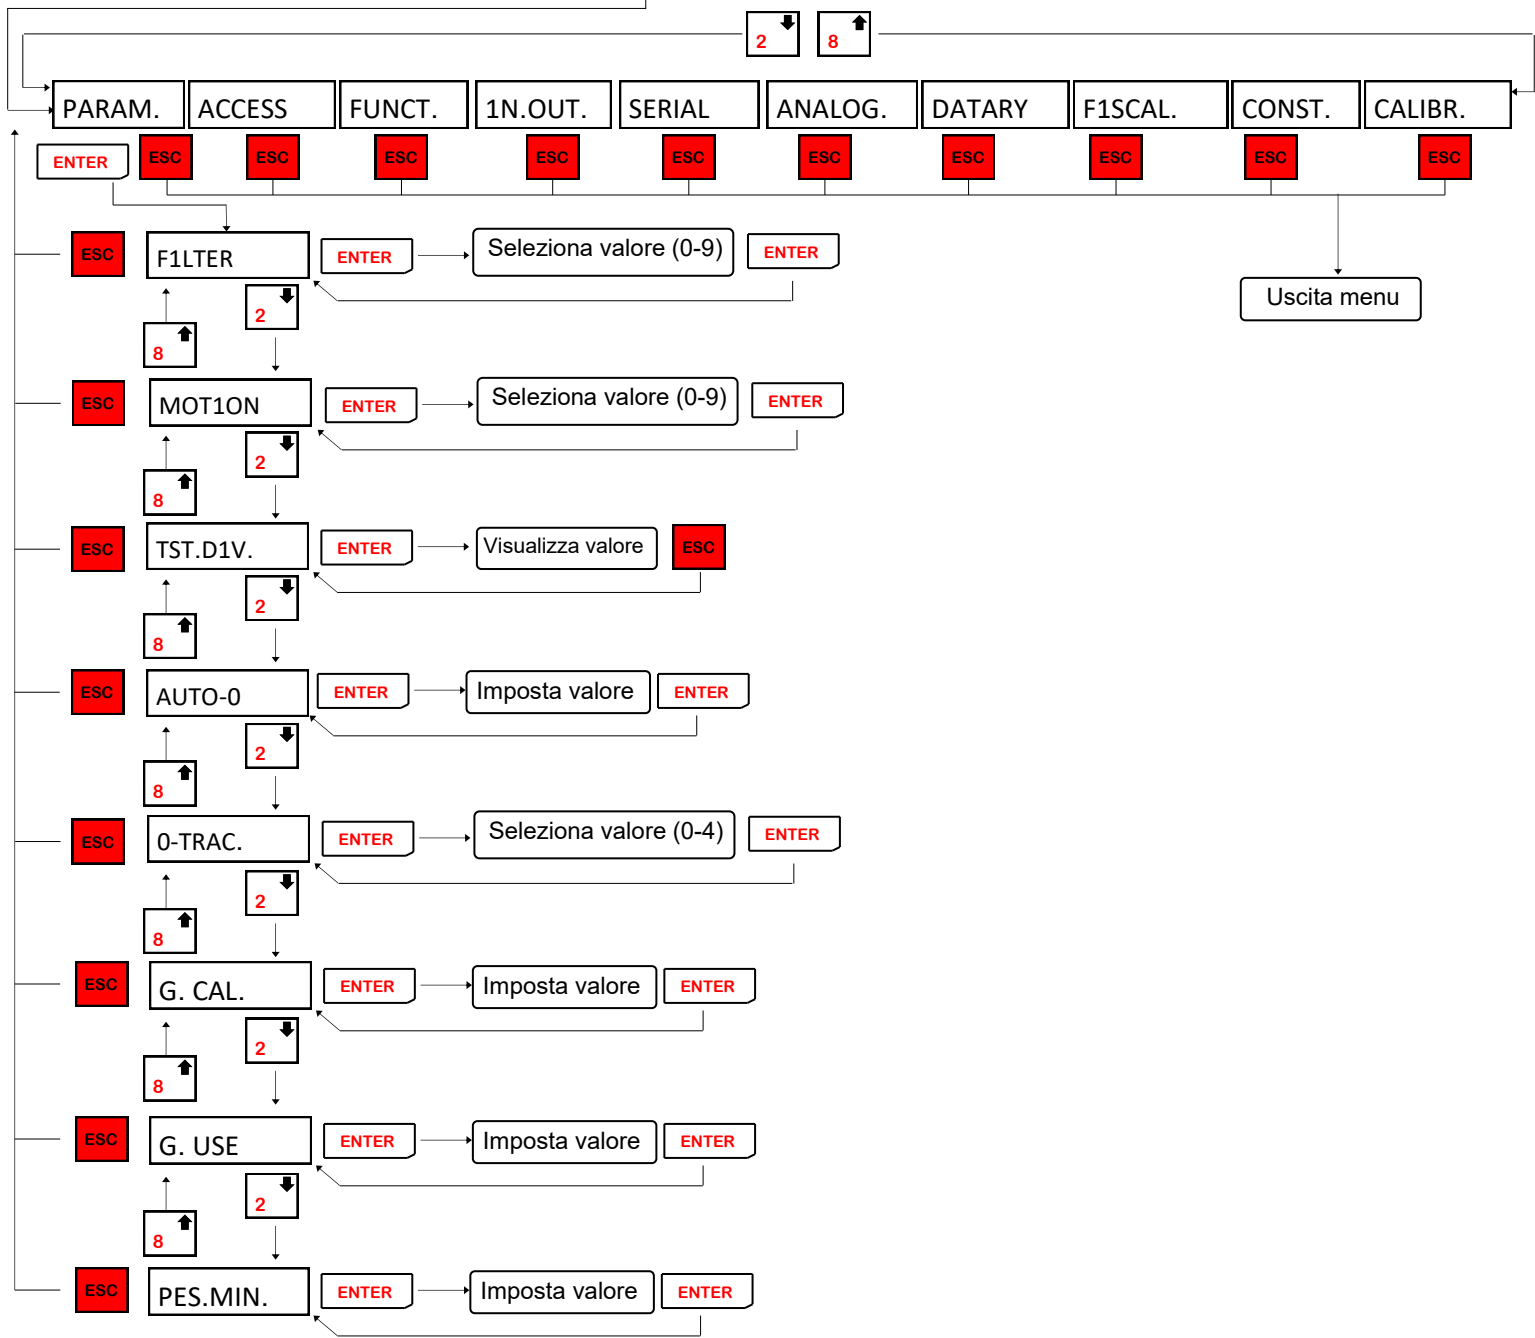 2 8
PARAM. ACCESS FUNCT. 1N.OUT. SERIAL ANALOG. DATARY F1SCAL. CONST. CALIBR.
ENTER ESC ESC ESC ESC ESC ESC ESC ESC ESC ESC
ESC F1LTER ENTER Seleziona valore (0-9) ENTER
Uscita menu
2
8
ESC MOT1ON ENTER Seleziona valore (0-9) ENTER
2
8
ESC TST.D1V. ENTER Visualizza valore ESC
2
8
ESC AUTO-0 ENTER Imposta valore ENTER
2
8
ESC 0-TRAC. ENTER Seleziona valore (0-4) ENTER
2
8
ESC G. CAL. ENTER Imposta valore ENTER
2
8
ESC G. USE ENTER Imposta valore ENTER
2
8
ESC PES.MIN. ENTER Imposta valore ENTER